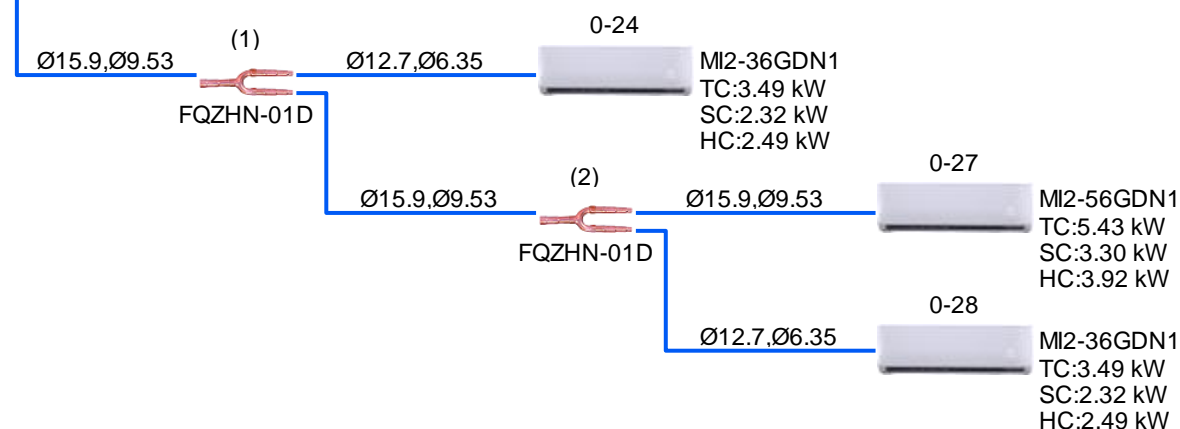 0-24
(1)
Ø15.9,Ø9.53
Ø12.7,Ø6.35
MI2-36GDN1
TC:3.49 kW
SC:2.32 kW
HC:2.49 kW
FQZHN-01D
0-27
(2)
Ø15.9,Ø9.53
Ø15.9,Ø9.53
MI2-56GDN1
TC:5.43 kW
SC:3.30 kW
HC:3.92 kW
FQZHN-01D
0-28
Ø12.7,Ø6.35
MI2-36GDN1
TC:3.49 kW
SC:2.32 kW
HC:2.49 kW